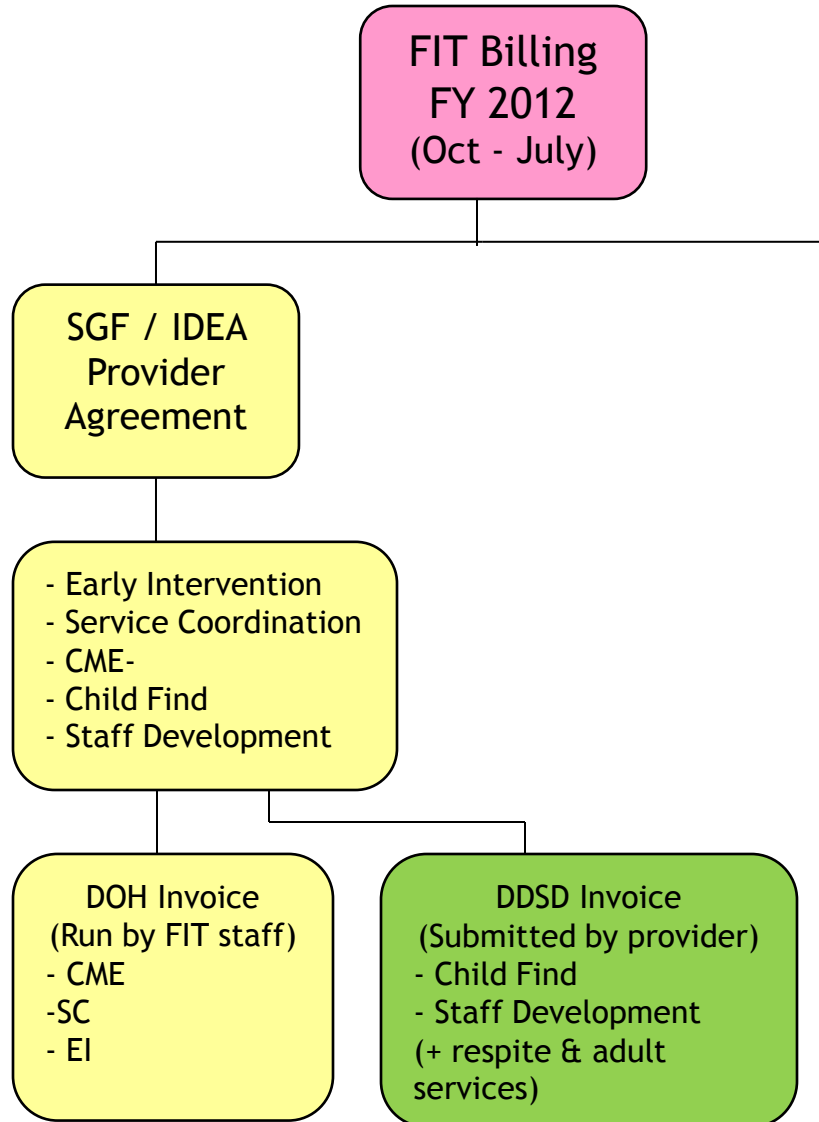 FIT Billing
FY 2012
(Oct - July)
SGF / IDEA
Provider
Agreement
- Early Intervention
- Service Coordination
- CME-
- Child Find
- Staff Development
DOH Invoice
(Run by FIT staff)
- CME
-SC
- EI
DDSD Invoice
(Submitted by provider)
- Child Find
- Staff Development
(+ respite & adult
services)